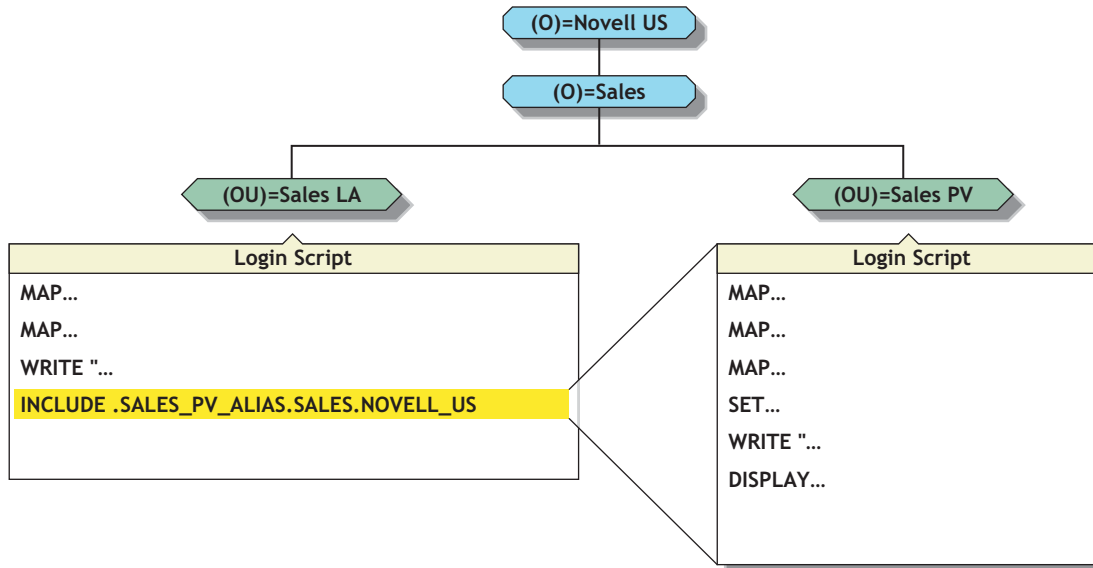 (O)=Novell US
(O)=Sales
(OU)=Sales LA
(OU)=Sales PV
Login Script
MAP...
MAP...
WRITE "...
INCLUDE .SALES_PV_ALIAS.SALES.NOVELL_US
Login Script
MAP...
MAP...
MAP...
SET...
WRITE "...
DISPLAY...